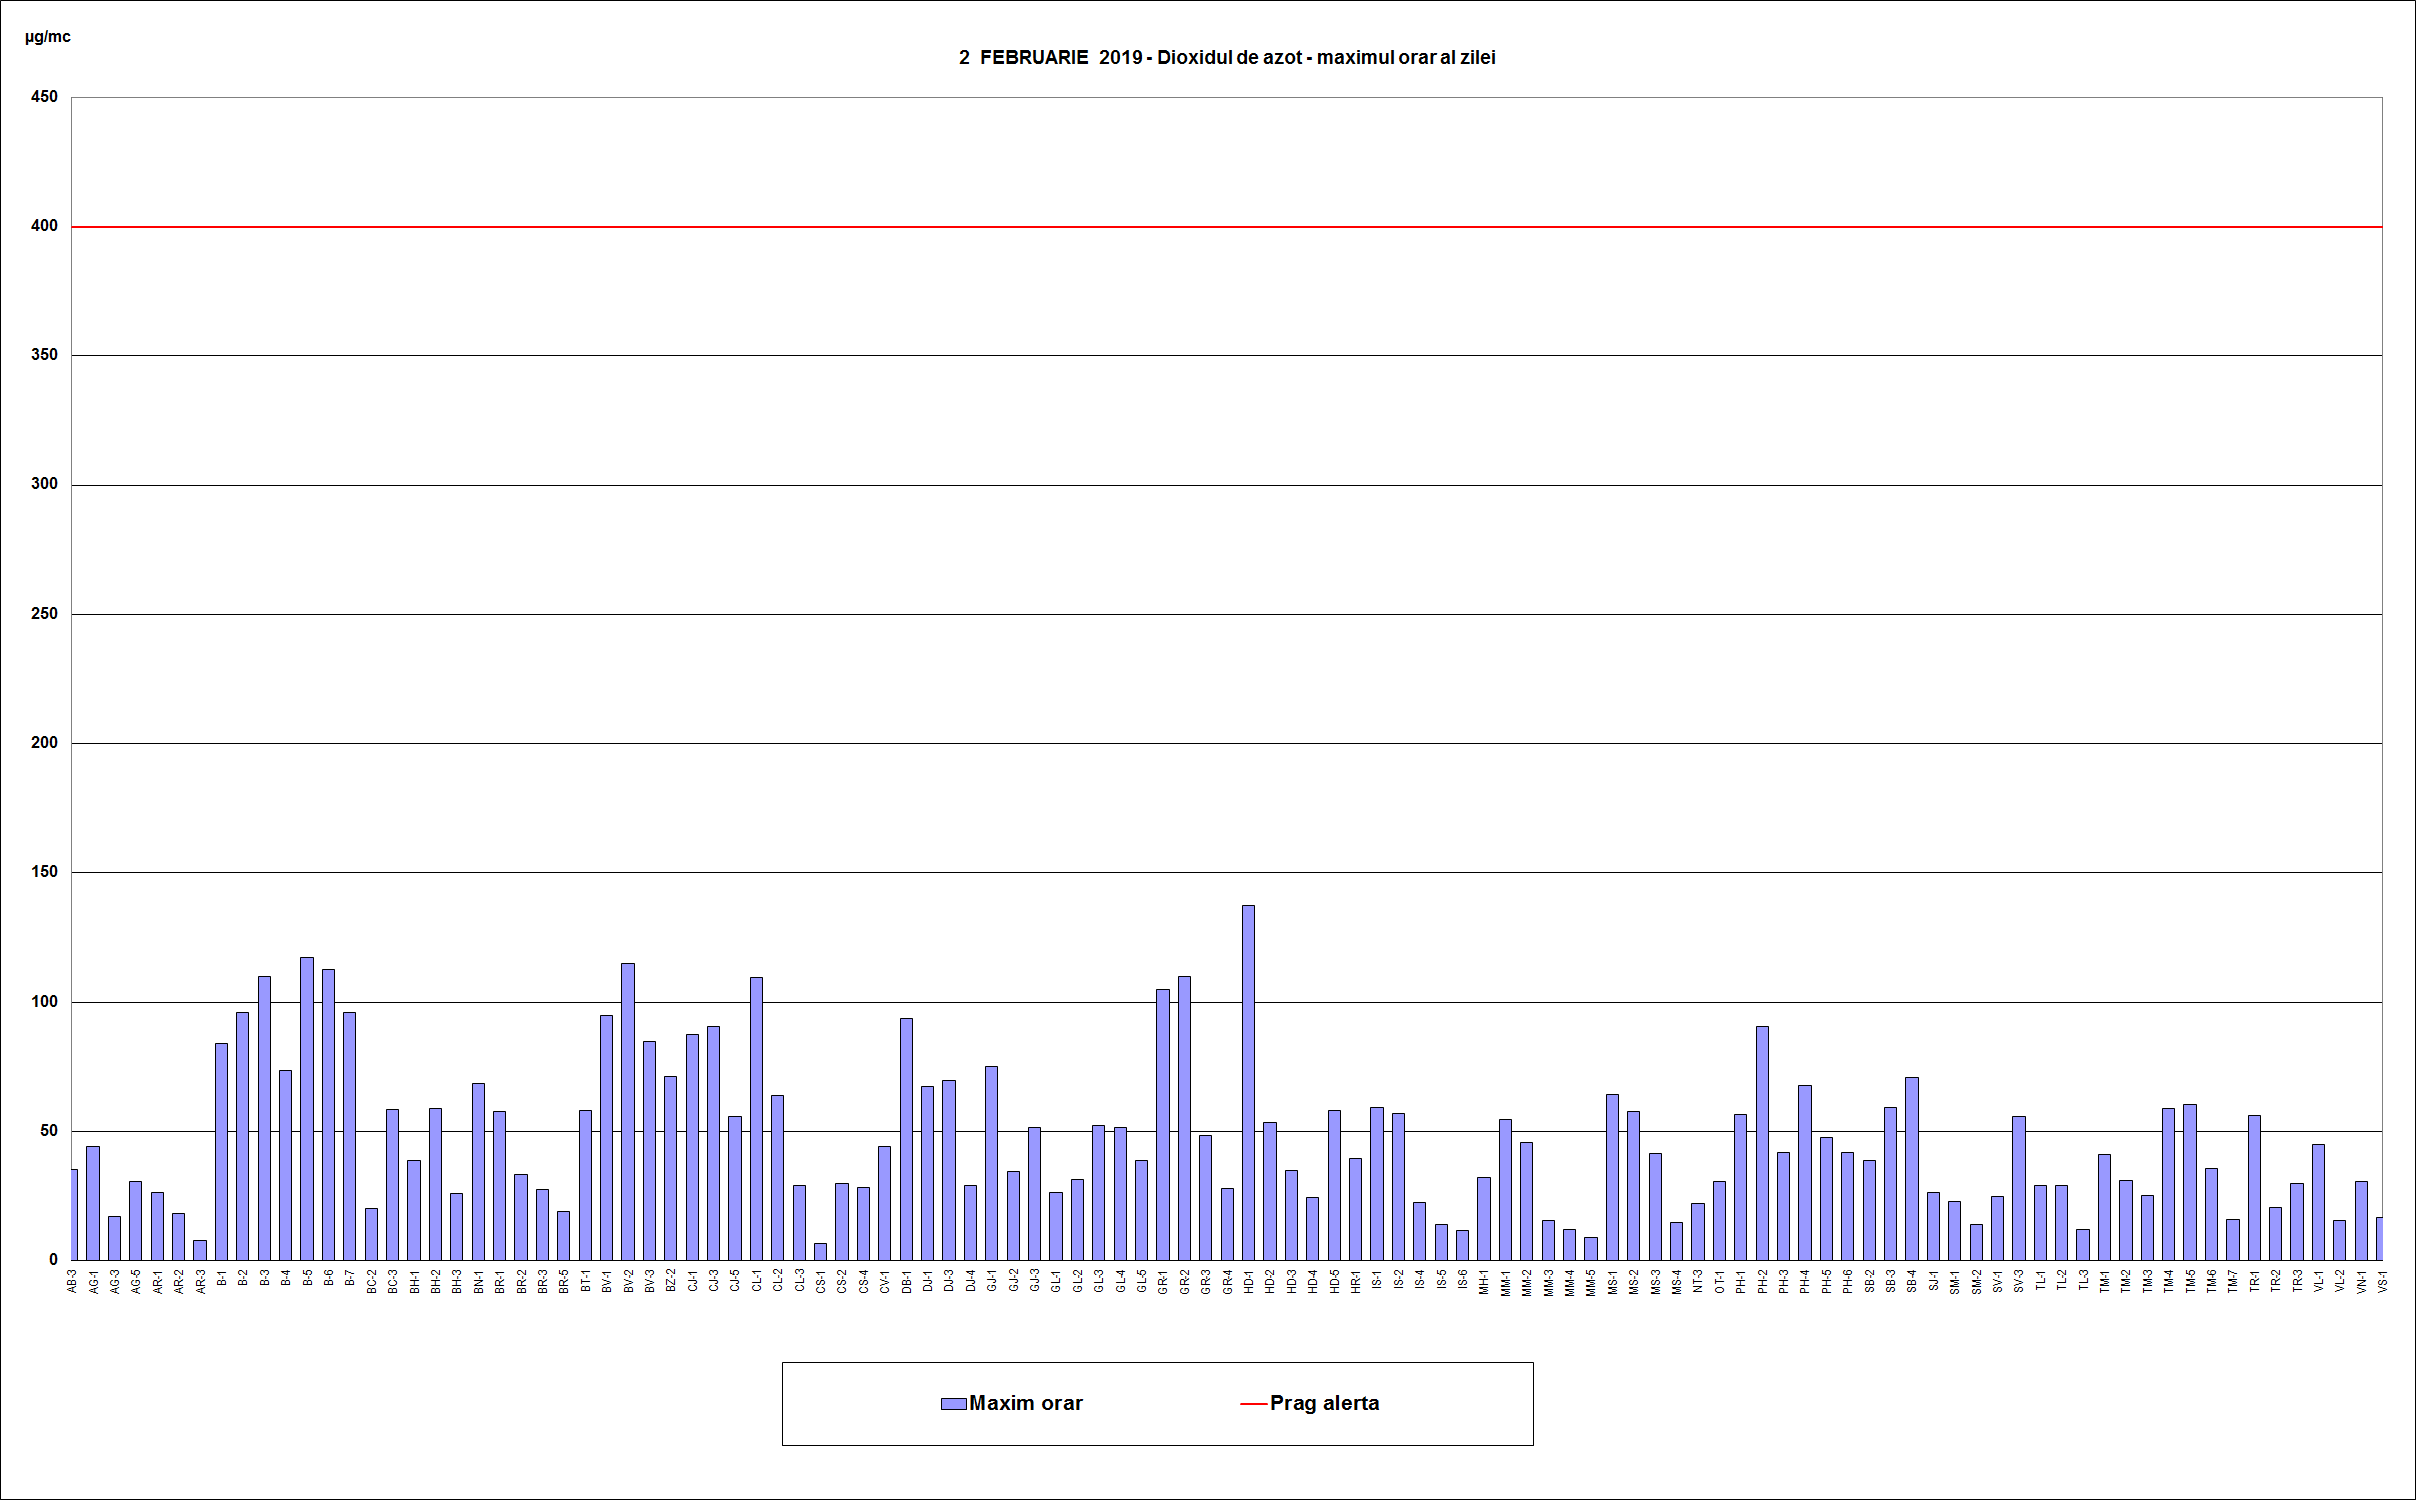 µg/mc
2 FEBRUARIE 2019 - Dioxidul de azot - maximul orar al zilei
450
400
350
300
250
200
150
100
50
0
AB-3 AG-1 AG-3 AG-5 AR-1 AR-2 AR-3 B-1 B-2 B-3 B-4 B-5 B-6 B-7 BC-2 BC-3 BH-1 BH-2 BH-3 BN-1 BR-1 BR-2 BR-3 BR-5 BT-1 BV-1 BV-2 BV-3 BZ-2 CJ-1 CJ-3 CJ-5 CL-1 CL-2 CL-3 CS-1 CS-2 CS-4 CV-1 DB-1 DJ-1 DJ-3 DJ-4 GJ-1 GJ-2 GJ-3 GL-1 GL-2 GL-3 GL-4 GL-5 GR-1 GR-2 GR-3 GR-4 HD-1 HD-2 HD-3 HD-4 HD-5 HR-1 IS-1 IS-2 IS-4 IS-5 IS-6 MH-1 MM-1 MM-2 MM-3 MM-4 MM-5 MS-1 MS-2 MS-3 MS-4 NT-3 OT-1 PH-1 PH-2 PH-3 PH-4 PH-5 PH-6 SB-2 SB-3 SB-4 SJ-1 SM-1 SM-2 SV-1 SV-3 TL-1 TL-2 TL-3 TM-1 TM-2 TM-3 TM-4 TM-5 TM-6 TM-7 TR-1 TR-2 TR-3 VL-1 VL-2 VN-1 VS-1
Maxim orar Prag alerta